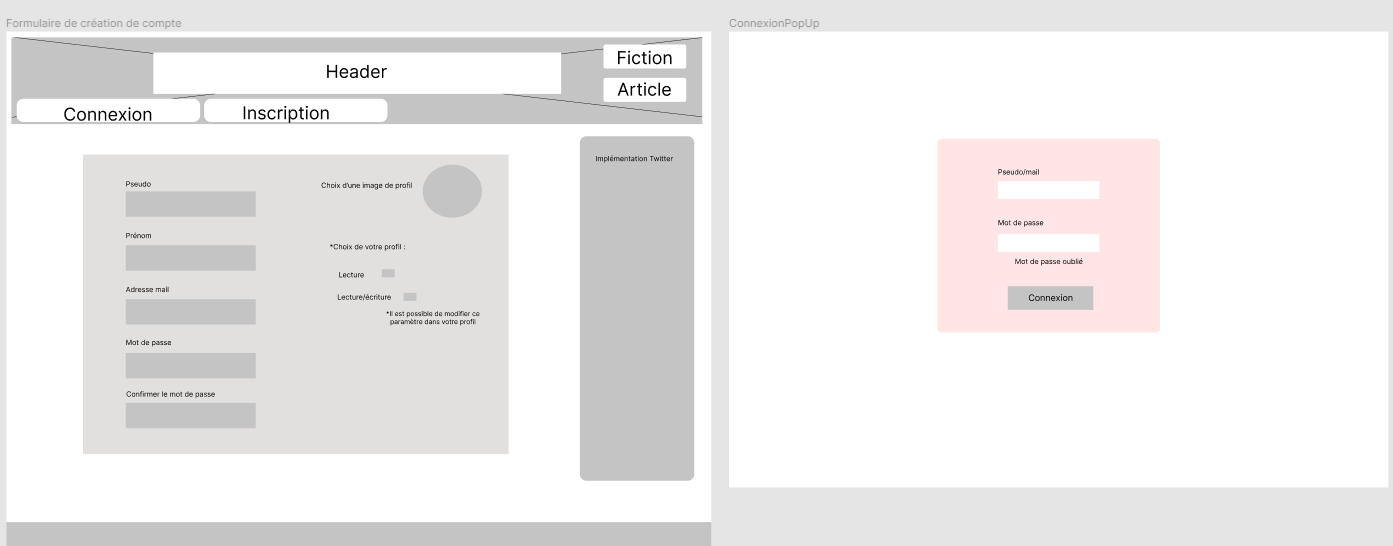 Formulaire de création de compte
Header
Fiction
Article
Connexion
Inscription
Implémentation Twitter
Pseudo
Prénom
Adresse mail
Mot de passe
Confirmer le mot de passe
Choix d'une image de profil
*Choix de votre profil :
Lecture
Lecture/écriture
*Il est possible de modifier ce
paramètre dans votre profil
ConnexionPopUp
Pseudo/mail
Mot de passe
Mot de passe oublié
Connexion